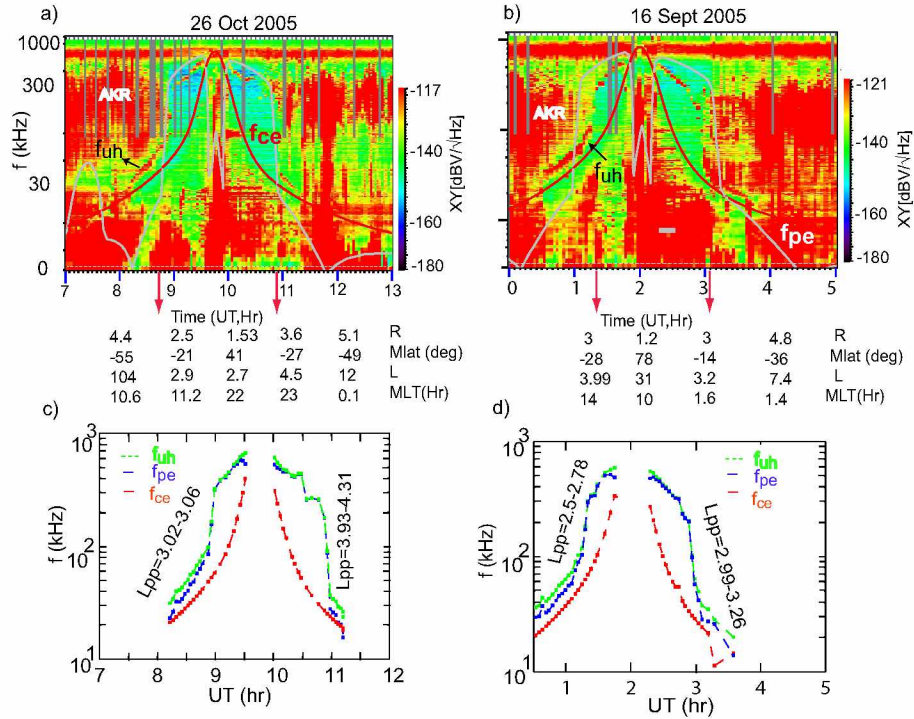 a)
26 Oct 2005
1000
300
30
0
f (kHz)
AKR
fuh
fce
7 8 9 10 11 12 13
-117
-140
-160
-180
XY[dBV/√Hz]
Time (UT,Hr)
4.4 2.5 1.53 3.6 5.1 R
-55 -21 41 -27 -49 Mlat (deg)
104 2.9 2.7 4.5 12 L
10.6 11.2 22 23 0.1 MLT(Hr)
b)
16 Sept 2005
AKR
fuh
fpe
0 1 2 3 4 5
-121
-140
-160
-180
XY[dBV/√Hz]
Time (UT,Hr)
3 1.2 3 4.8 R
-28 78 -14 -36 Mlat (deg)
3.99 31 3.2 7.4 L
14 10 1.6 1.4 MLT(Hr)
c)
10³
10²
10¹
f (kHz)
fuh
fpe
fce
Lpp=3.02-3.06
Lpp=3.93-4.31
7 8 9 10 11 12
UT (hr)
d)
10³
10²
10¹
f (kHz)
fuh
fpe
fce
Lpp=2.5-2.78
Lpp=2.99-3.26
1 2 3 4 5
UT (hr)